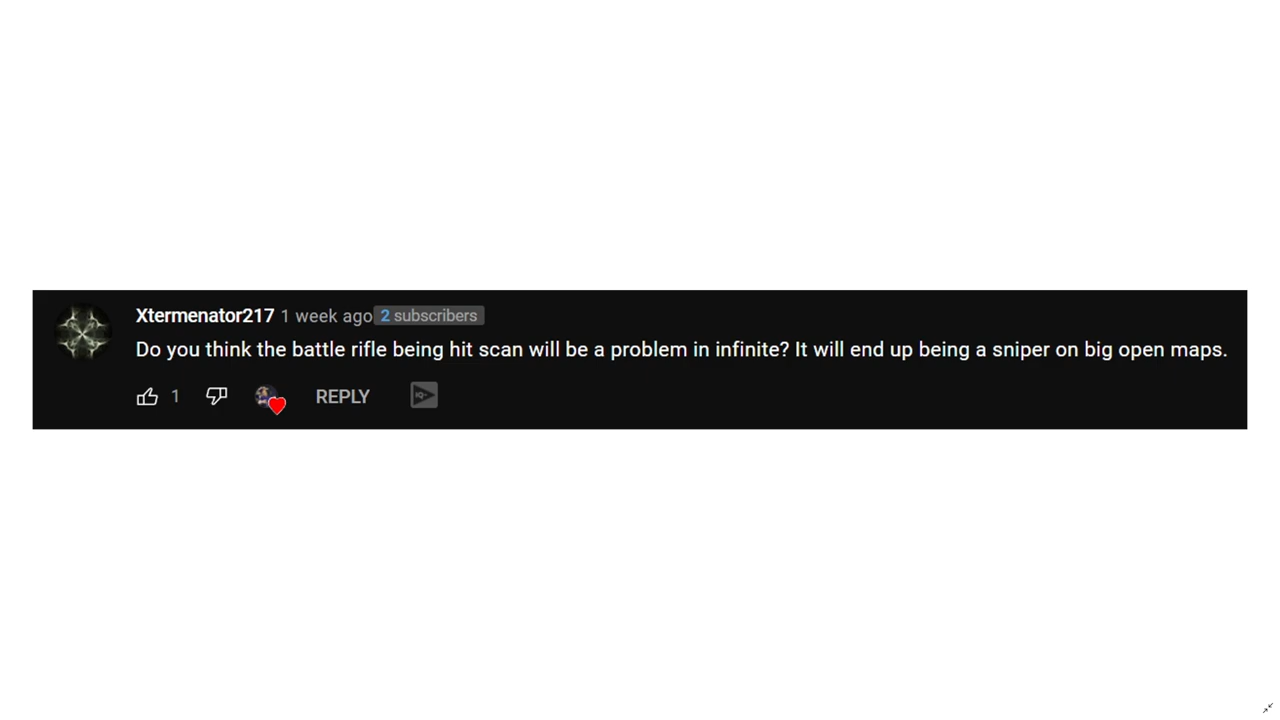 Xtermenator217 1 week ago 2 subscribers
Do you think the battle rifle being hit scan will be a problem in infinite? It will end up being a sniper on big open maps.
1 REPLY